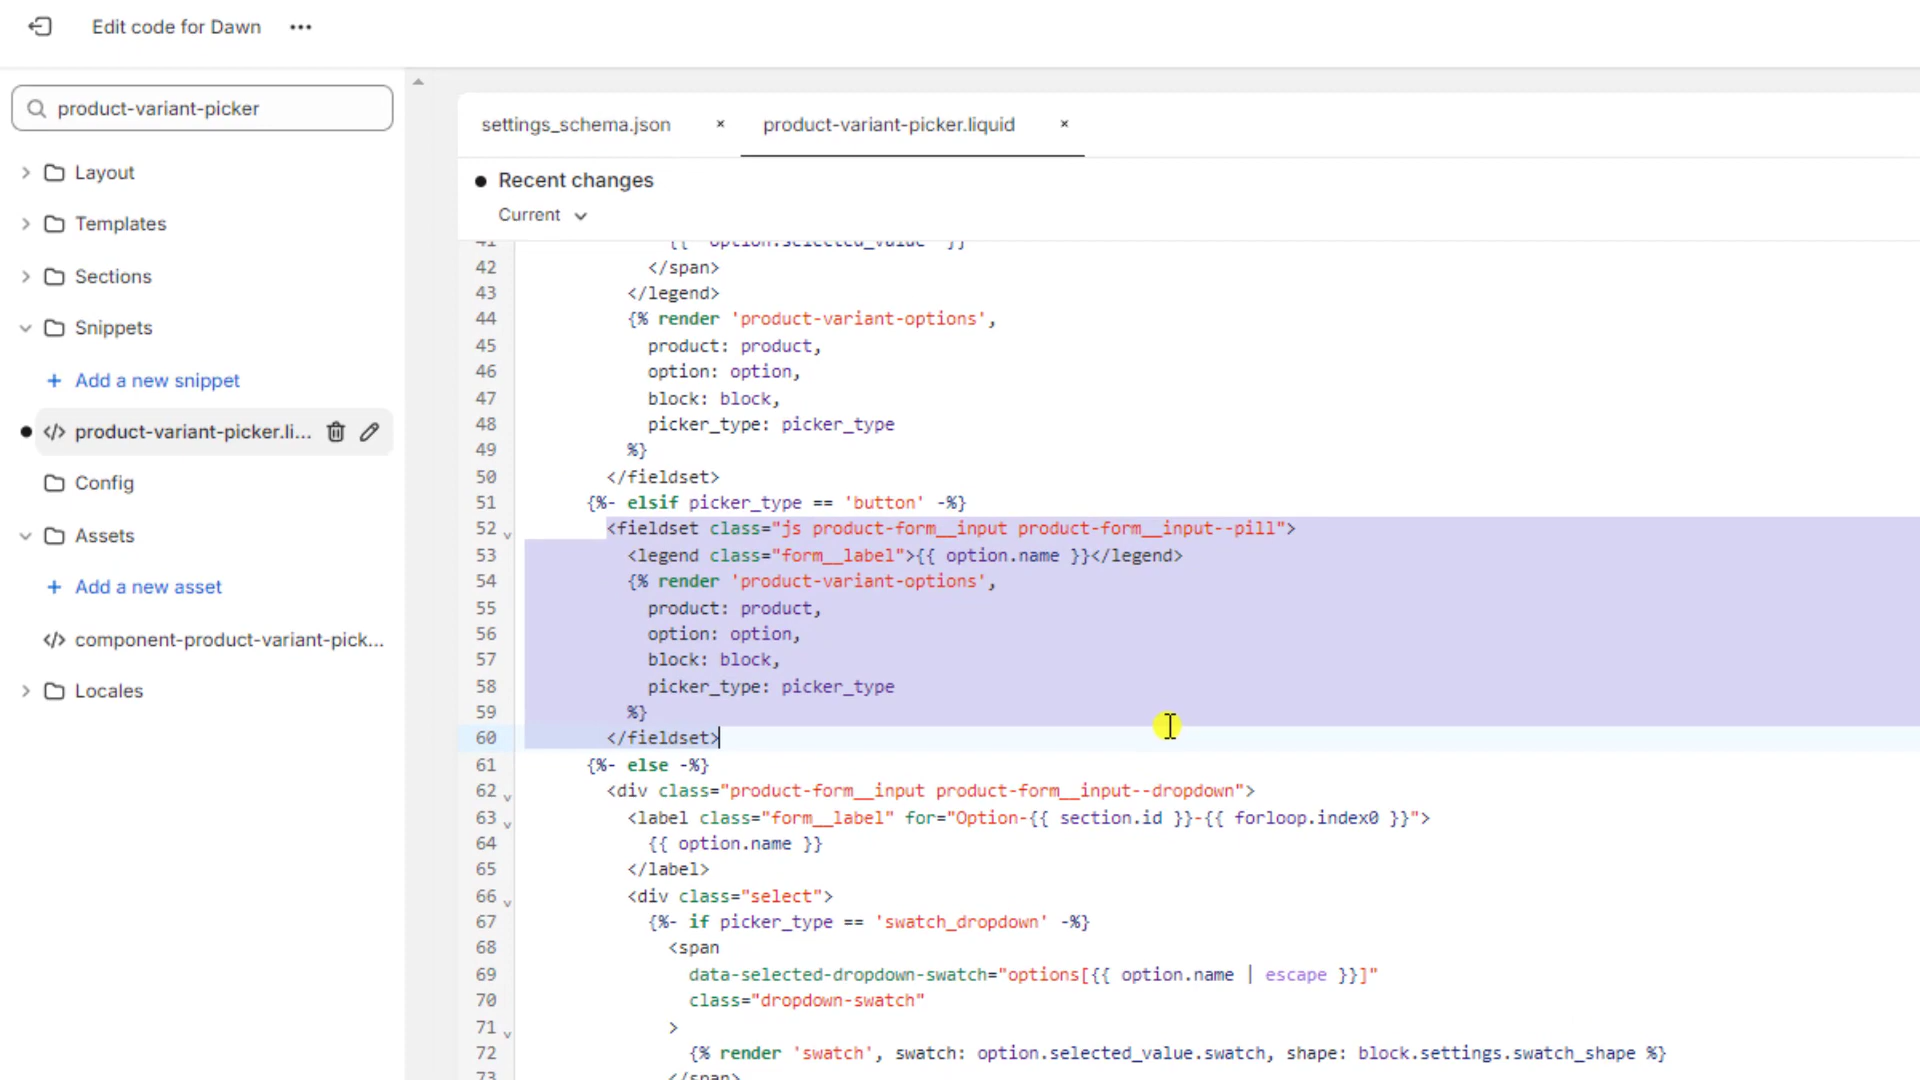 Edit code for Dawn
product-variant-picker
Layout
Templates
Sections
Snippets
+ Add a new snippet
</> product-variant-picker.li...
Config
Assets
+ Add a new asset
</> component-product-variant-pick...
Locales
settings_schema.json ×
product-variant-picker.liquid ×
Recent changes
Current
41 {{- option.selected_value -}}
42 </span>
43 </legend>
44 {% render 'product-variant-options',
45 product: product,
46 option: option,
47 block: block,
48 picker_type: picker_type
49 %}
50 </fieldset>
51 {%- elsif picker_type == 'button' -%}
52 <fieldset class="js product-form__input product-form__input--pill">
53 <legend class="form__label">{{ option.name }}</legend>
54 {% render 'product-variant-options',
55 product: product,
56 option: option,
57 block: block,
58 picker_type: picker_type
59 %}
60 </fieldset>
61 {%- else -%}
62 <div class="product-form__input product-form__input--dropdown">
63 <label class="form__label" for="Option-{{ section.id }}-{{ forloop.index0 }}">
64 {{ option.name }}
65 </label>
66 <div class="select">
67 {%- if picker_type == 'swatch_dropdown' -%}
68 <span
69 data-selected-dropdown-swatch="options[{{ option.name | escape }}]"
70 class="dropdown-swatch"
71 >
72 {% render 'swatch', swatch: option.selected_value.swatch, shape: block.settings.swatch_shape %}
73 </span>